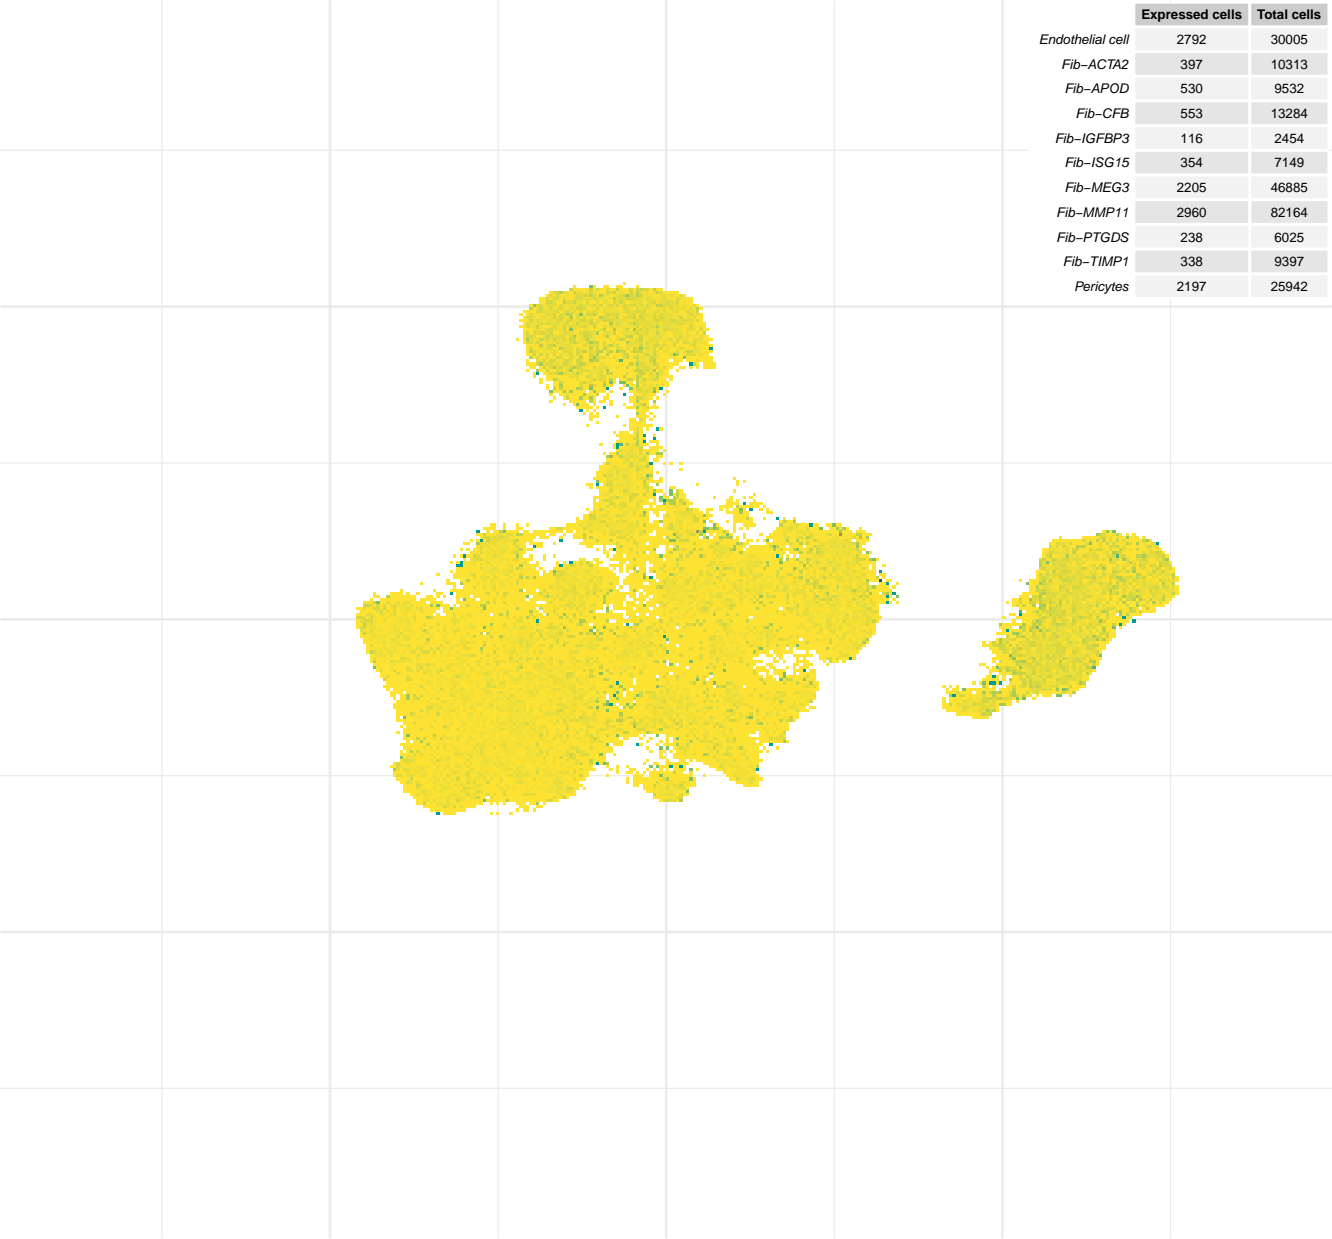 Expressed cells Total cells
Endothelial cell 2792 30005
Fib−ACTA2 397 10313
Fib−APOD 530 9532
Fib−CFB 553 13284
Fib−IGFBP3 116 2454
Fib−ISG15 354 7149
Fib−MEG3 2205 46885
Fib−MMP11 2960 82164
Fib−PTGDS 238 6025
Fib−TIMP1 338 9397
Pericytes 2197 25942